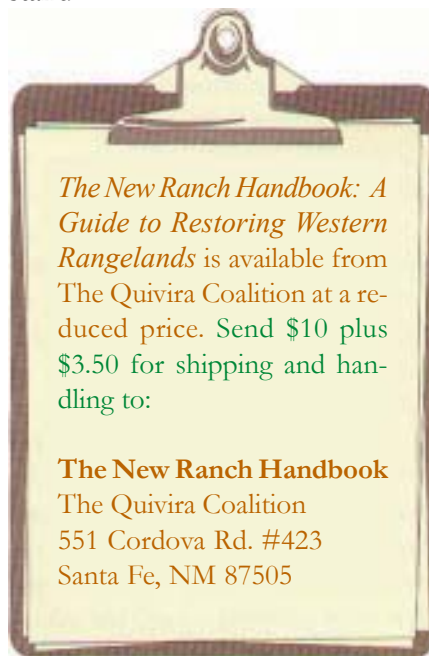 The New Ranch Handbook: A
Guide to Restoring Western
Rangelands is available from
The Quivira Coalition at a re-
duced price. Send $10 plus
$3.50 for shipping and han-
dling to:
The New Ranch Handbook
The Quivira Coalition
551 Cordova Rd. #423
Santa Fe, NM 87505